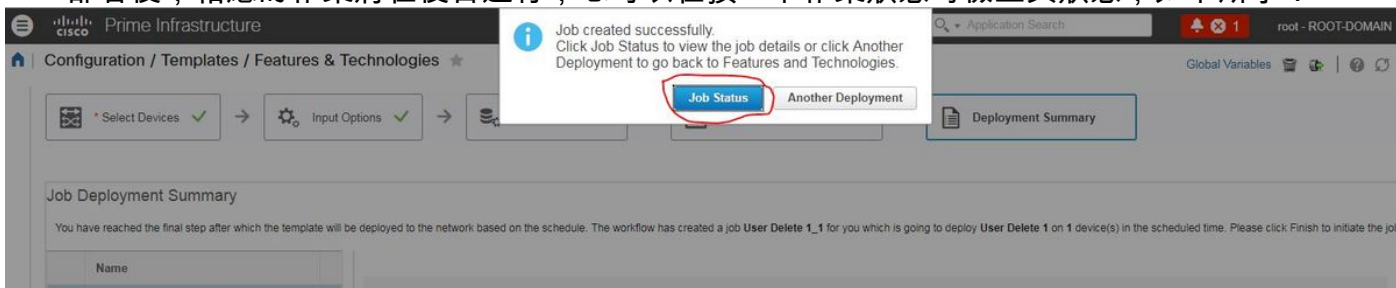 cisco Prime Infrastructure
Application Search
1
root - ROOT-DOMAIN
Job created successfully.
Click Job Status to view the job details or click Another
Deployment to go back to Features and Technologies.
Job Status
Another Deployment
Configuration / Templates / Features & Technologies
Global Variables
* Select Devices
Input Options
Deployment Summary
Job Deployment Summary
You have reached the final step after which the template will be deployed to the network based on the schedule. The workflow has created a job User Delete 1_1 for you which is going to deploy User Delete 1 on 1 device(s) in the scheduled time. Please click Finish to initiate the jo
Name